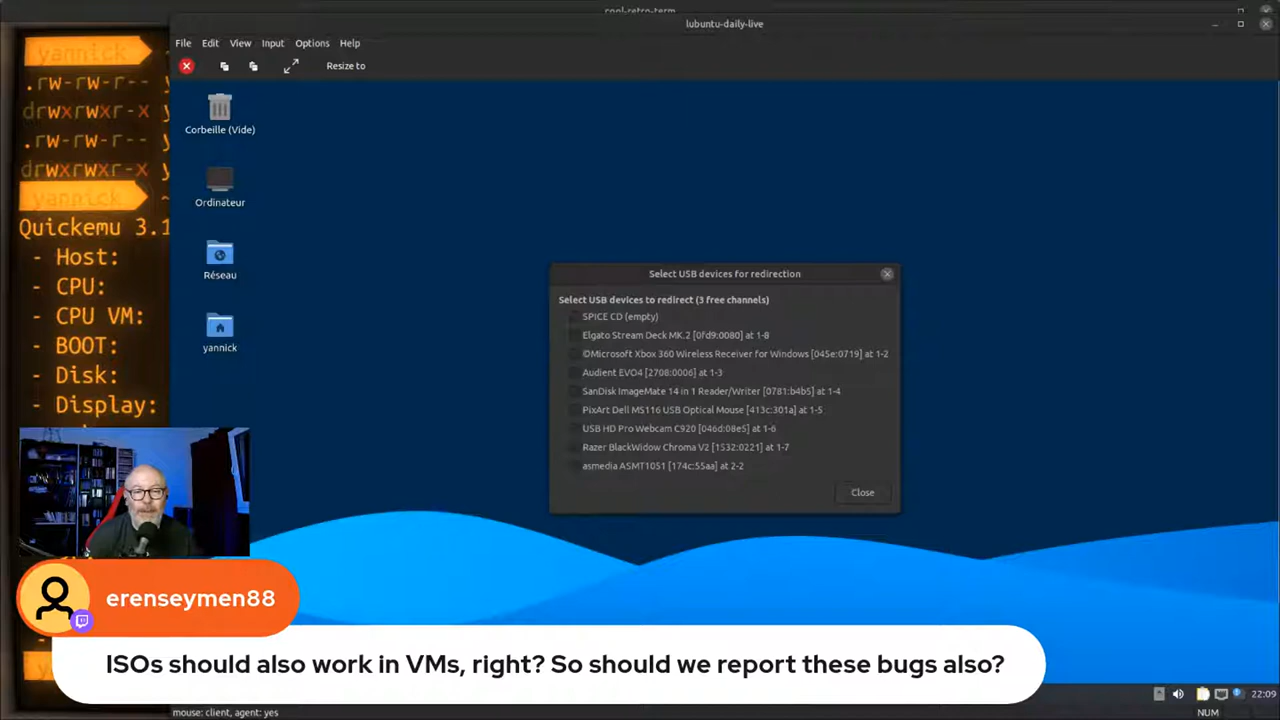 cool-retro-term
lubuntu-daily-live
File Edit View Input Options Help
Resize to
yannick
.rw-rw-r-- y
drwxrwxr-x y
.rw-rw-r-- y
drwxrwxr-x y
yannick ~
Quickemu 3.1
- Host:
- CPU:
- CPU VM:
- BOOT:
- Disk:
- Display:
Corbeille (Vide)
Ordinateur
Réseau
yannick
Select USB devices for redirection
Select USB devices to redirect (3 free channels)
SPICE CD (empty)
Elgato Stream Deck MK.2 [0fd9:0080] at 1-8
©Microsoft Xbox 360 Wireless Receiver for Windows [045e:0719] at 1-2
Audient EVO4 [2708:0006] at 1-3
SanDisk ImageMate 14 in 1 Reader/Writer [0781:b4b5] at 1-4
PixArt Dell MS116 USB Optical Mouse [413c:301a] at 1-5
USB HD Pro Webcam C920 [046d:08e5] at 1-6
Razer BlackWidow Chroma V2 [1532:0221] at 1-7
asmedia ASMT1051 [174c:55aa] at 2-2
Close
erenseymen88
ISOs should also work in VMs, right? So should we report these bugs also?
22:09
mouse: client, agent: yes
NUM